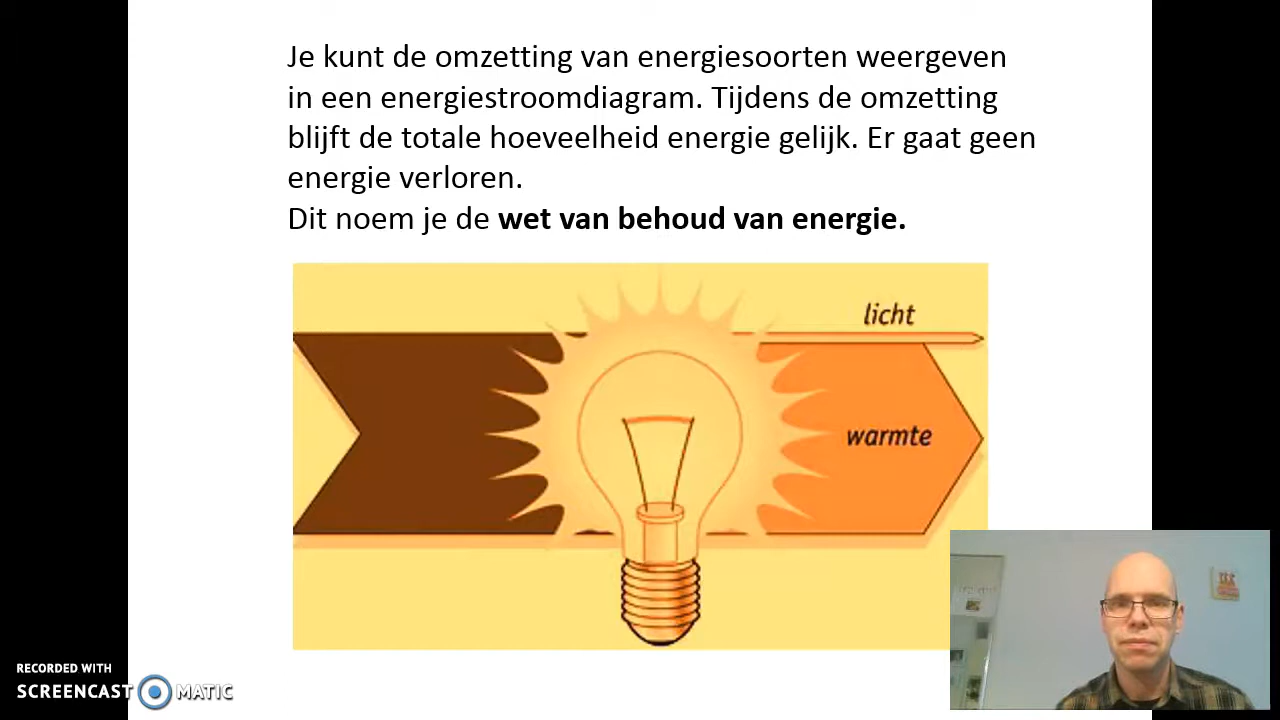 Je kunt de omzetting van energiesoorten weergeven
in een energiestroomdiagram. Tijdens de omzetting
blijft de totale hoeveelheid energie gelijk. Er gaat geen
energie verloren.
Dit noem je de wet van behoud van energie.
licht
warmte
RECORDED WITH
SCREENCAST MATIC